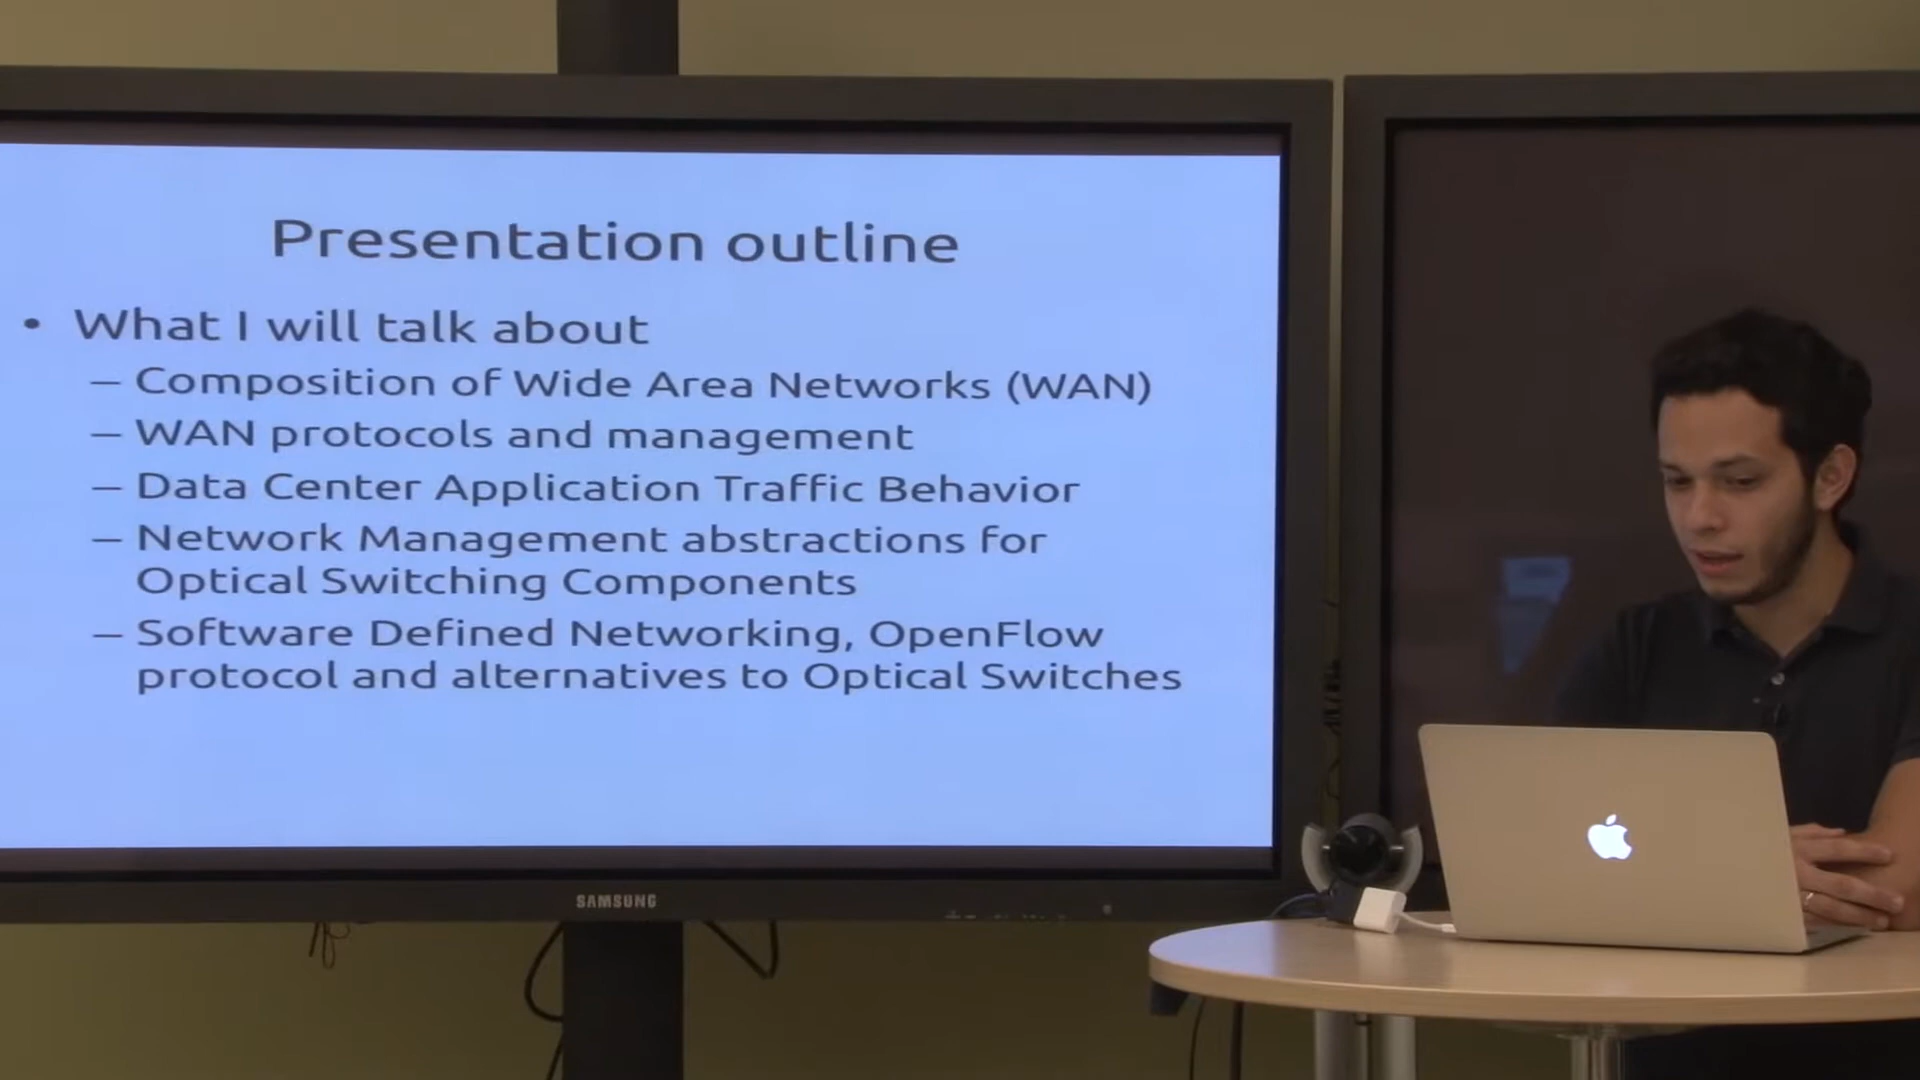 Presentation outline
• What I will talk about
– Composition of Wide Area Networks (WAN)
– WAN protocols and management
– Data Center Application Traffic Behavior
– Network Management abstractions for
Optical Switching Components
– Software Defined Networking, OpenFlow
protocol and alternatives to Optical Switches
SAMSUNG